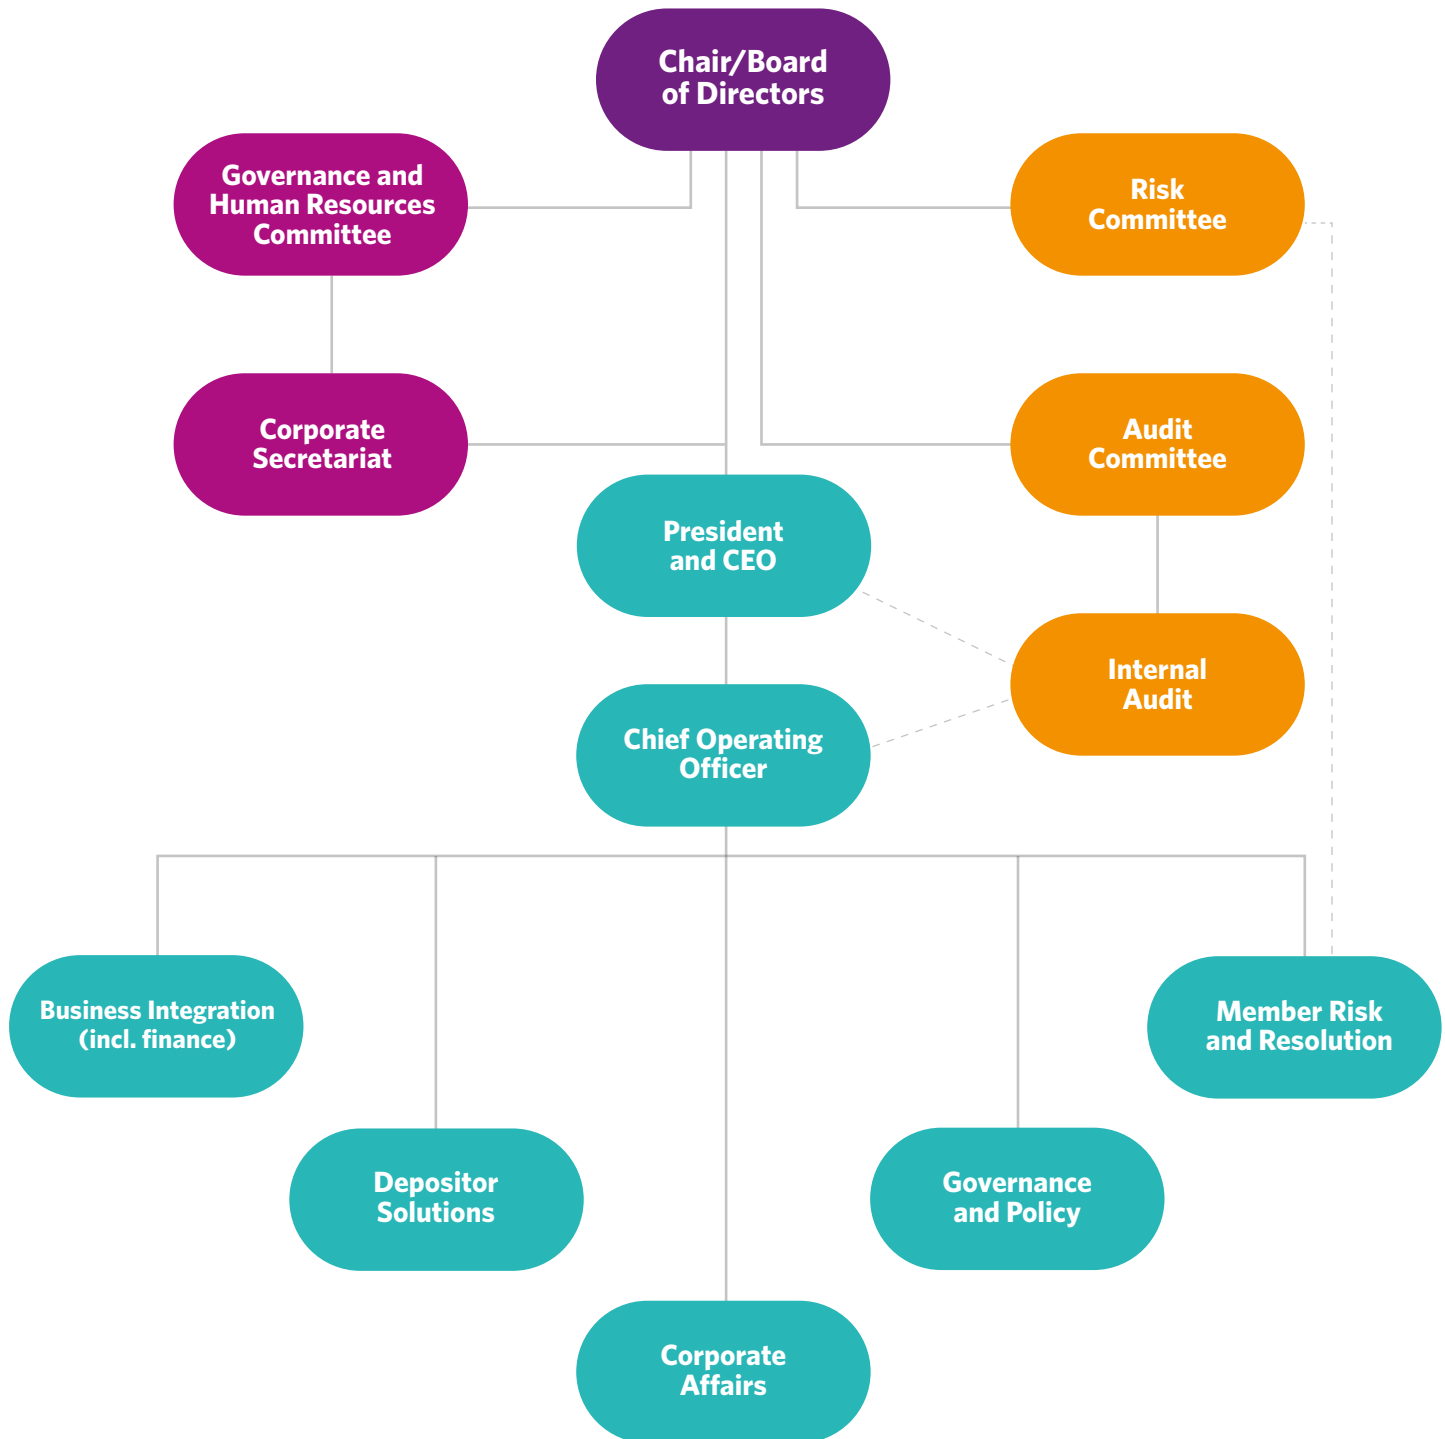 Chair/Board
of Directors
Governance and
Human Resources
Committee
Risk
Committee
Corporate
Secretariat
Audit
Committee
President
and CEO
Internal
Audit
Chief Operating
Officer
Business Integration
(incl. finance)
Member Risk
and Resolution
Depositor
Solutions
Governance
and Policy
Corporate
Affairs